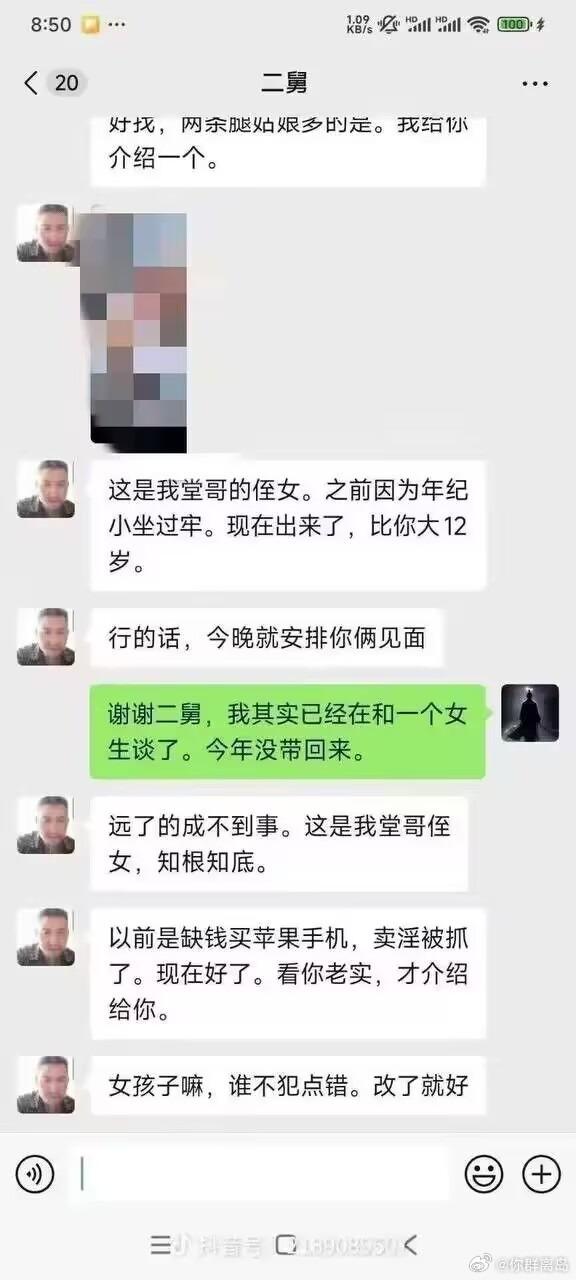 8:50
1.09
KB/s
HD
HD
100
20
二舅
好找，两条腿姑娘多的是。我给你
介绍一个。
这是我堂哥的侄女。之前因为年纪
小坐过牢。现在出来了，比你大12
岁。
行的话，今晚就安排你俩见面
谢谢二舅，我其实已经在和一个女
生谈了。今年没带回来。
远了的成不到事。这是我堂哥侄
女，知根知底。
以前是缺钱买苹果手机，卖淫被抓
了。现在好了。看你老实，才介绍
给你。
女孩子嘛，谁不犯点错。改了就好
抖音号
@你群离岛